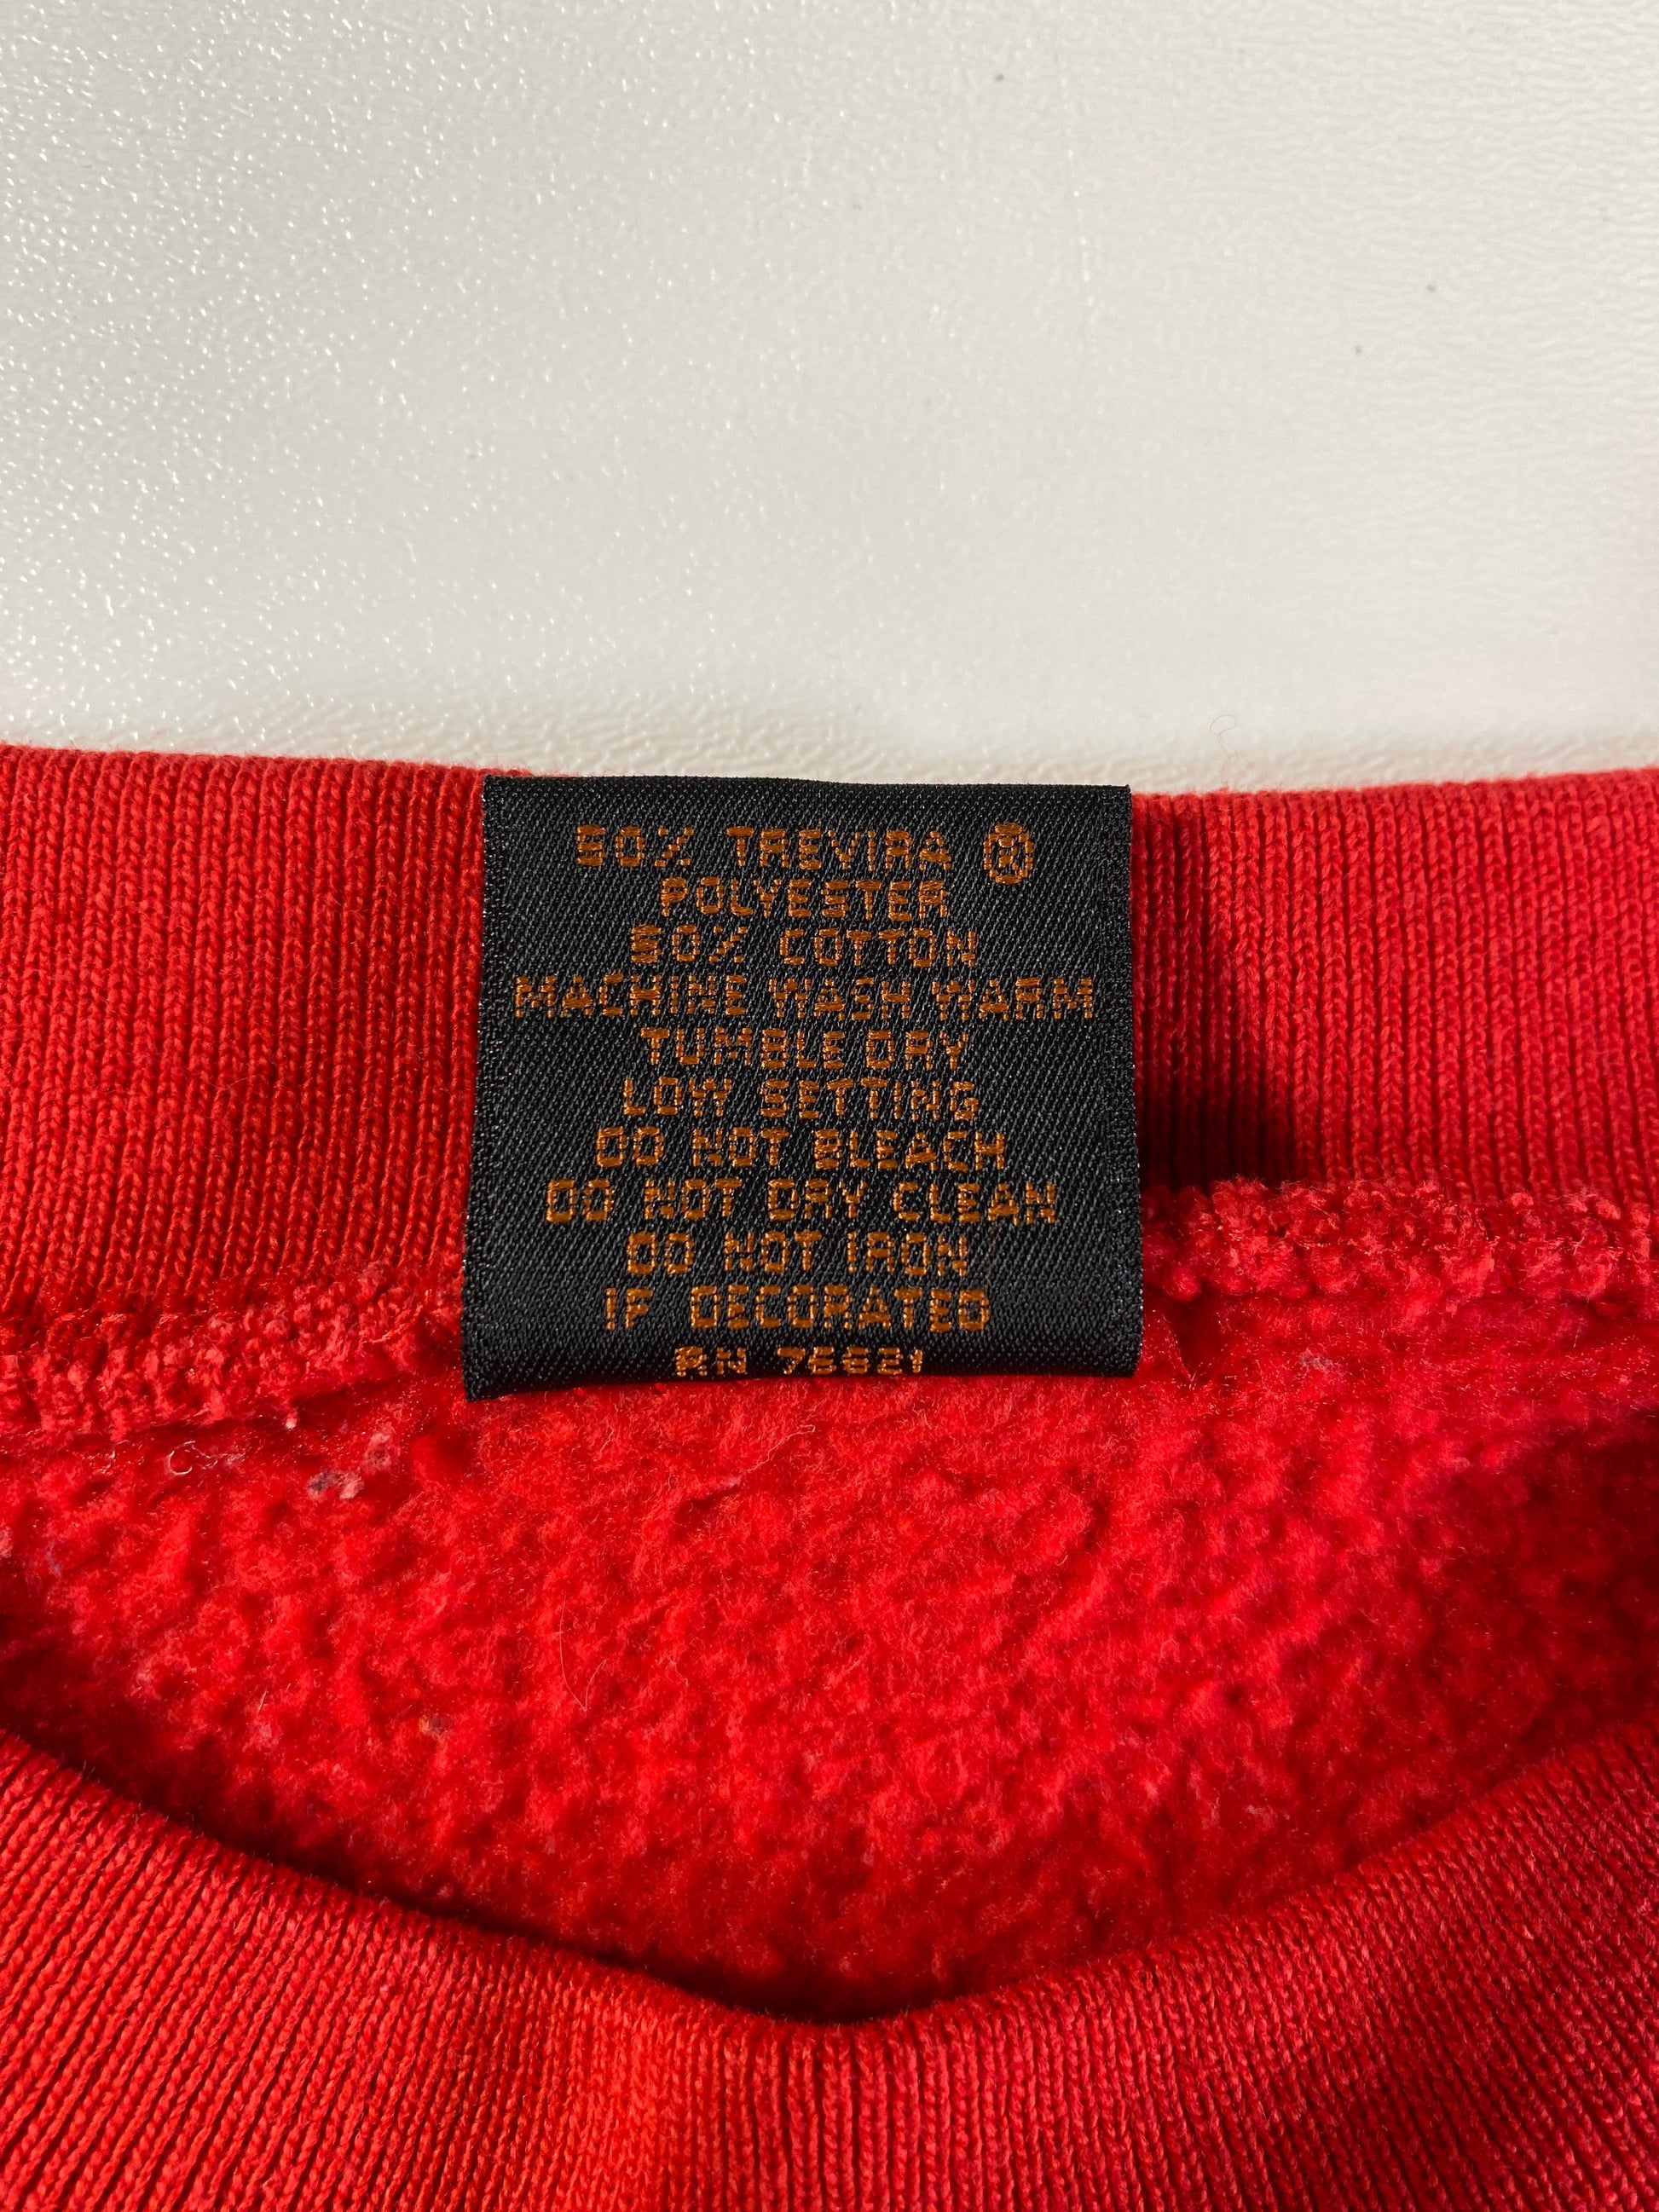 50% TREVIRA ®
POLYESTER
50% COTTON
MACHINE WASH WARM
TUMBLE DRY
LOW SETTING
DO NOT BLEACH
DO NOT DRY CLEAN
DO NOT IRON
IF DECORATED
RN